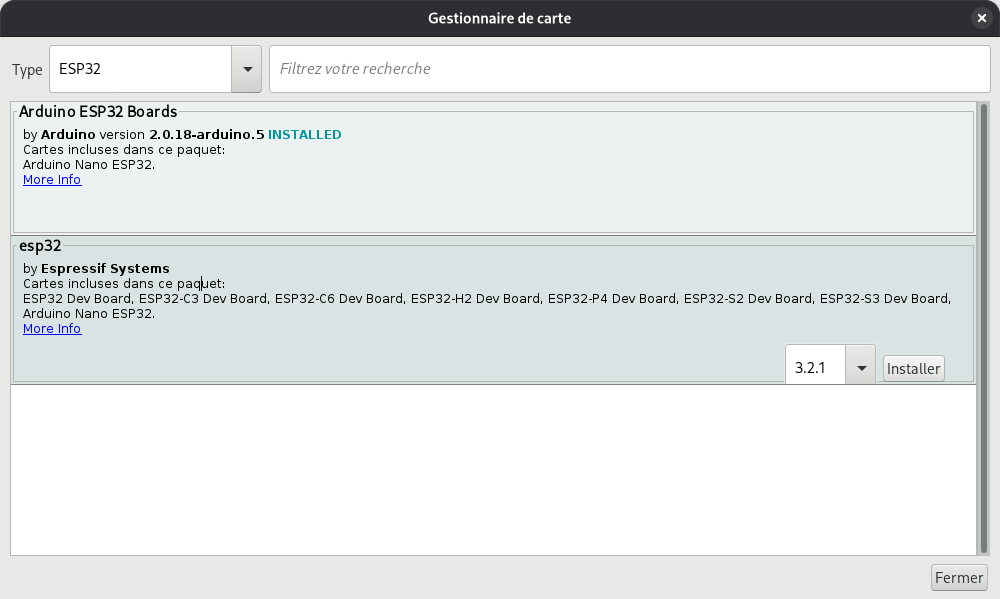 Gestionnaire de carte
Type ESP32 Filtrez votre recherche
Arduino ESP32 Boards
by Arduino version 2.0.18-arduino.5 INSTALLED
Cartes incluses dans ce paquet:
Arduino Nano ESP32.
More Info
esp32
by Espressif Systems
Cartes incluses dans ce paquet:
ESP32 Dev Board, ESP32-C3 Dev Board, ESP32-C6 Dev Board, ESP32-H2 Dev Board, ESP32-P4 Dev Board, ESP32-S2 Dev Board, ESP32-S3 Dev Board,
Arduino Nano ESP32.
More Info
3.2.1 Installer
Fermer